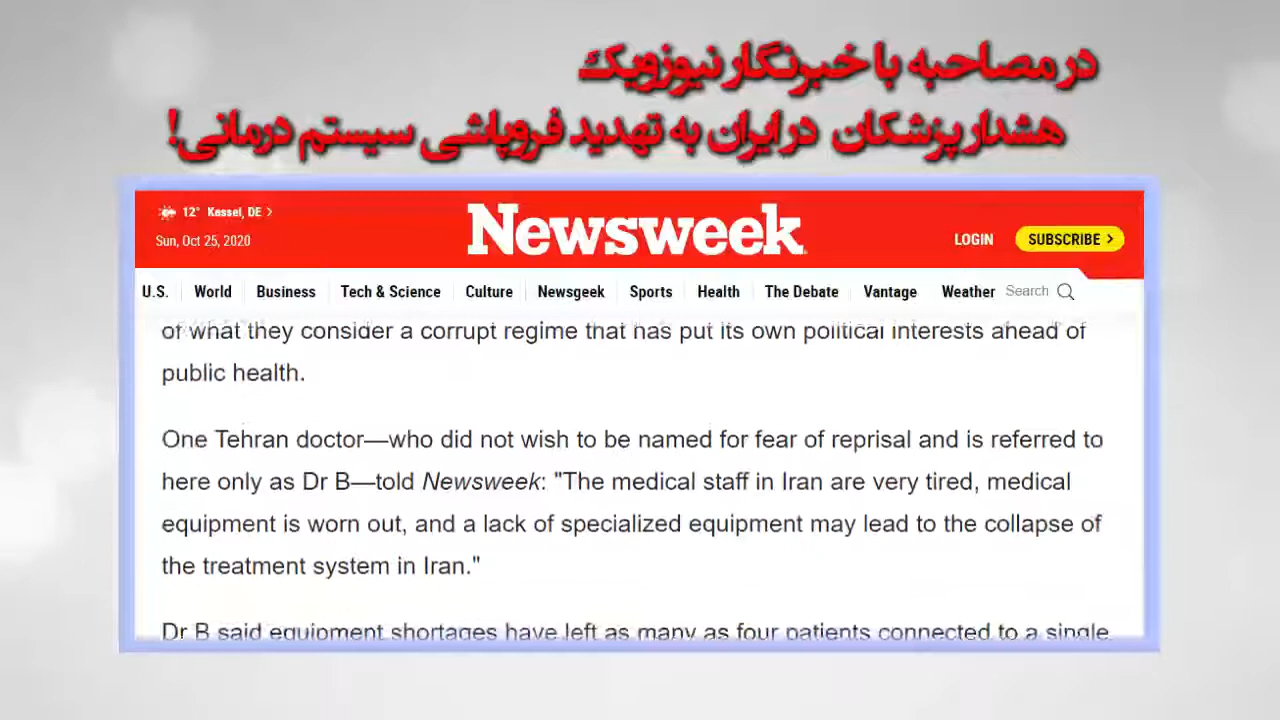 در مصاحبه با خبرنگار نیوزویک
هشدار پزشکان در ایران به تهدید فروپاشی سیستم درمانی!
12° Kassel, DE >
Sun, Oct 25, 2020
Newsweek
LOGIN
SUBSCRIBE >
U.S. World Business Tech & Science Culture Newsgeek Sports Health The Debate Vantage Weather Search
of what they consider a corrupt regime that has put its own political interests ahead of
public health.
One Tehran doctor—who did not wish to be named for fear of reprisal and is referred to
here only as Dr B—told Newsweek: "The medical staff in Iran are very tired, medical
equipment is worn out, and a lack of specialized equipment may lead to the collapse of
the treatment system in Iran."
Dr B said equipment shortages have left as many as four patients connected to a single